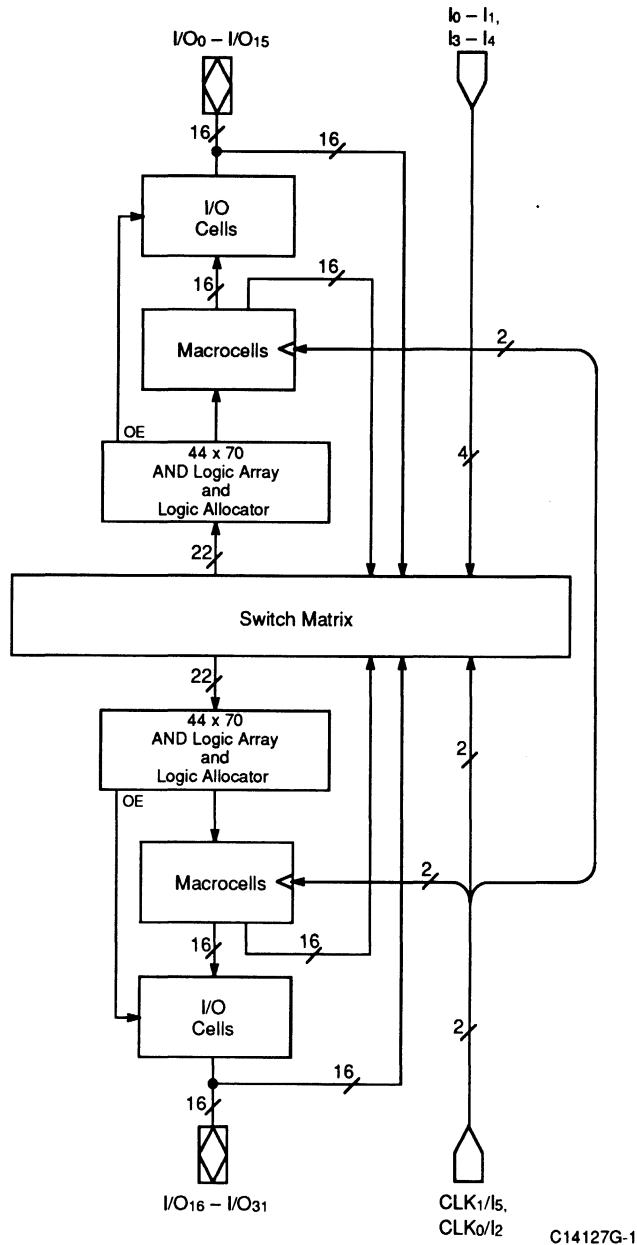 I/O0 – I/O15
I0 – I1,
I3 – I4
16
16
I/O
Cells
16
16
Macrocells
2
OE
44 x 70
AND Logic Array
and
Logic Allocator
4
22
Switch Matrix
22
44 x 70
AND Logic Array
and
Logic Allocator
2
OE
Macrocells
2
16
16
I/O
Cells
2
16
16
I/O16 – I/O31
CLK1/I5,
CLK0/I2
C14127G-1